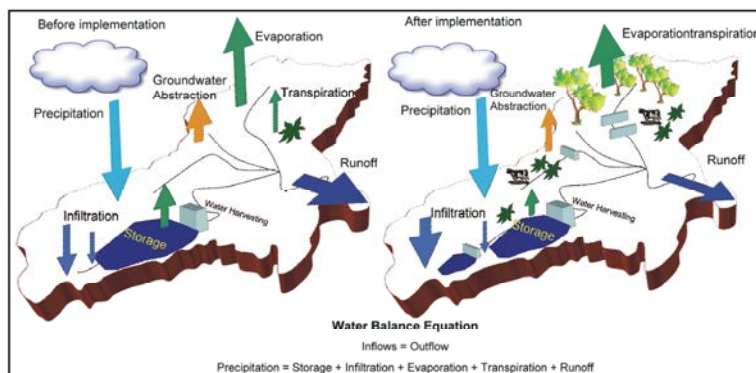 Before implementation
Evaporation
Groundwater
Abstraction
Transpiration
Precipitation
Runoff
Infiltration
Water Harvesting
Storage
After implementation
Evaporationtranspiration
Groundwater
Abstraction
Precipitation
Runoff
Infiltration
Water Harvesting
Storage
Water Balance Equation
Inflows = Outflow
Precipitation = Storage + Infiltration + Evaporation + Transpiration + Runoff